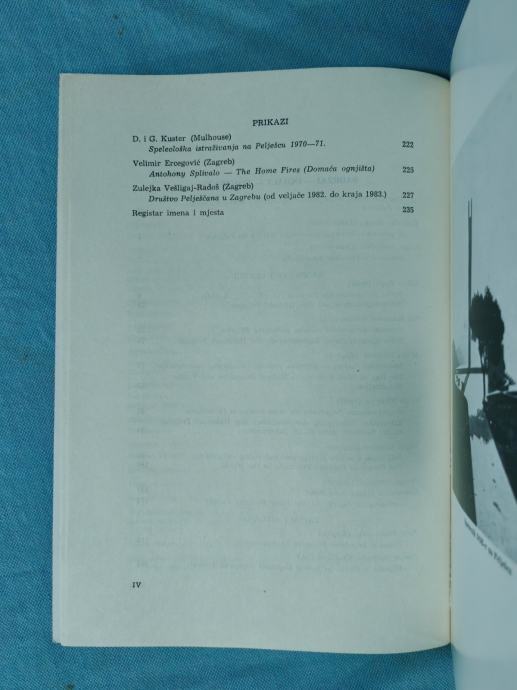 PRIKAZI
D. i G. Kuster (Mulhouse)
Speleološka istraživanja na Pelješcu 1970—71. 222
Velimir Ercegović (Zagreb)
Antohony Splivalo — The Home Fires (Domaća ognjišta) 225
Zulejka Vešligaj-Radoš (Zagreb)
Društvo Pelješčana u Zagrebu (od veljače 1982. do kraja 1983.) 227
Registar imena i mjesta 235
IV